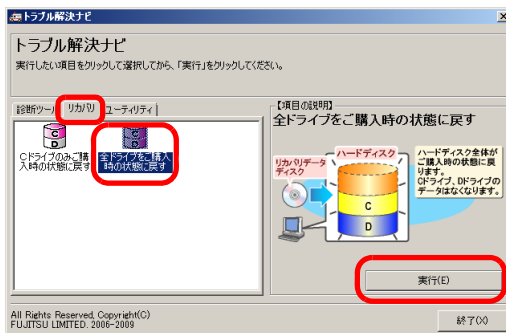 トラブル解決ナビ
トラブル解決ナビ
実行したい項目をクリックして選択してから、「実行」をクリックしてください。
診断ツール
リカバリ
ユーティリティ
Cドライブのみご購
入時の状態に戻す
全ドライブをご購入
時の状態に戻す
【項目の説明】
全ドライブをご購入時の状態に戻す
リカバリデータ
ディスク
ハードディスク
C
D
ハードディスク全体が
ご購入時の状態に戻
ります。
Cドライブ、Dドライブの
データはなくなります。
実行(E)
All Rights Reserved, Copyright(C)
FUJITSU LIMITED. 2006-2009
終了(X)